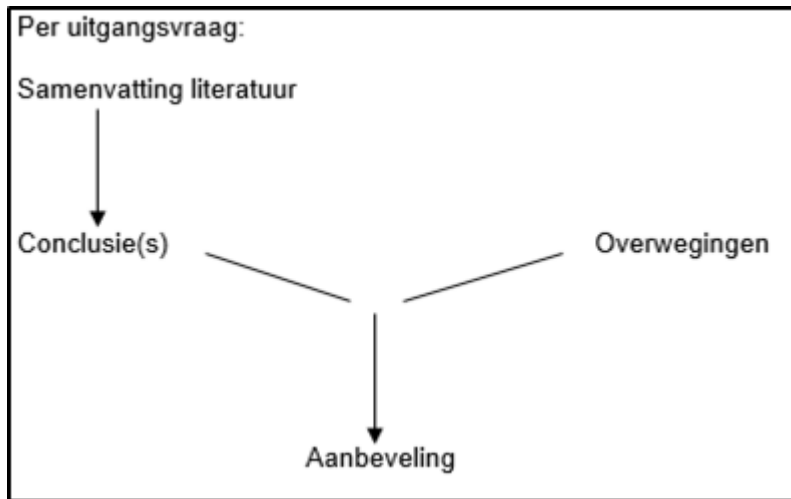 Per uitgangsvraag:
Samenvatting literatuur
Conclusie(s)
Overwegingen
Aanbeveling